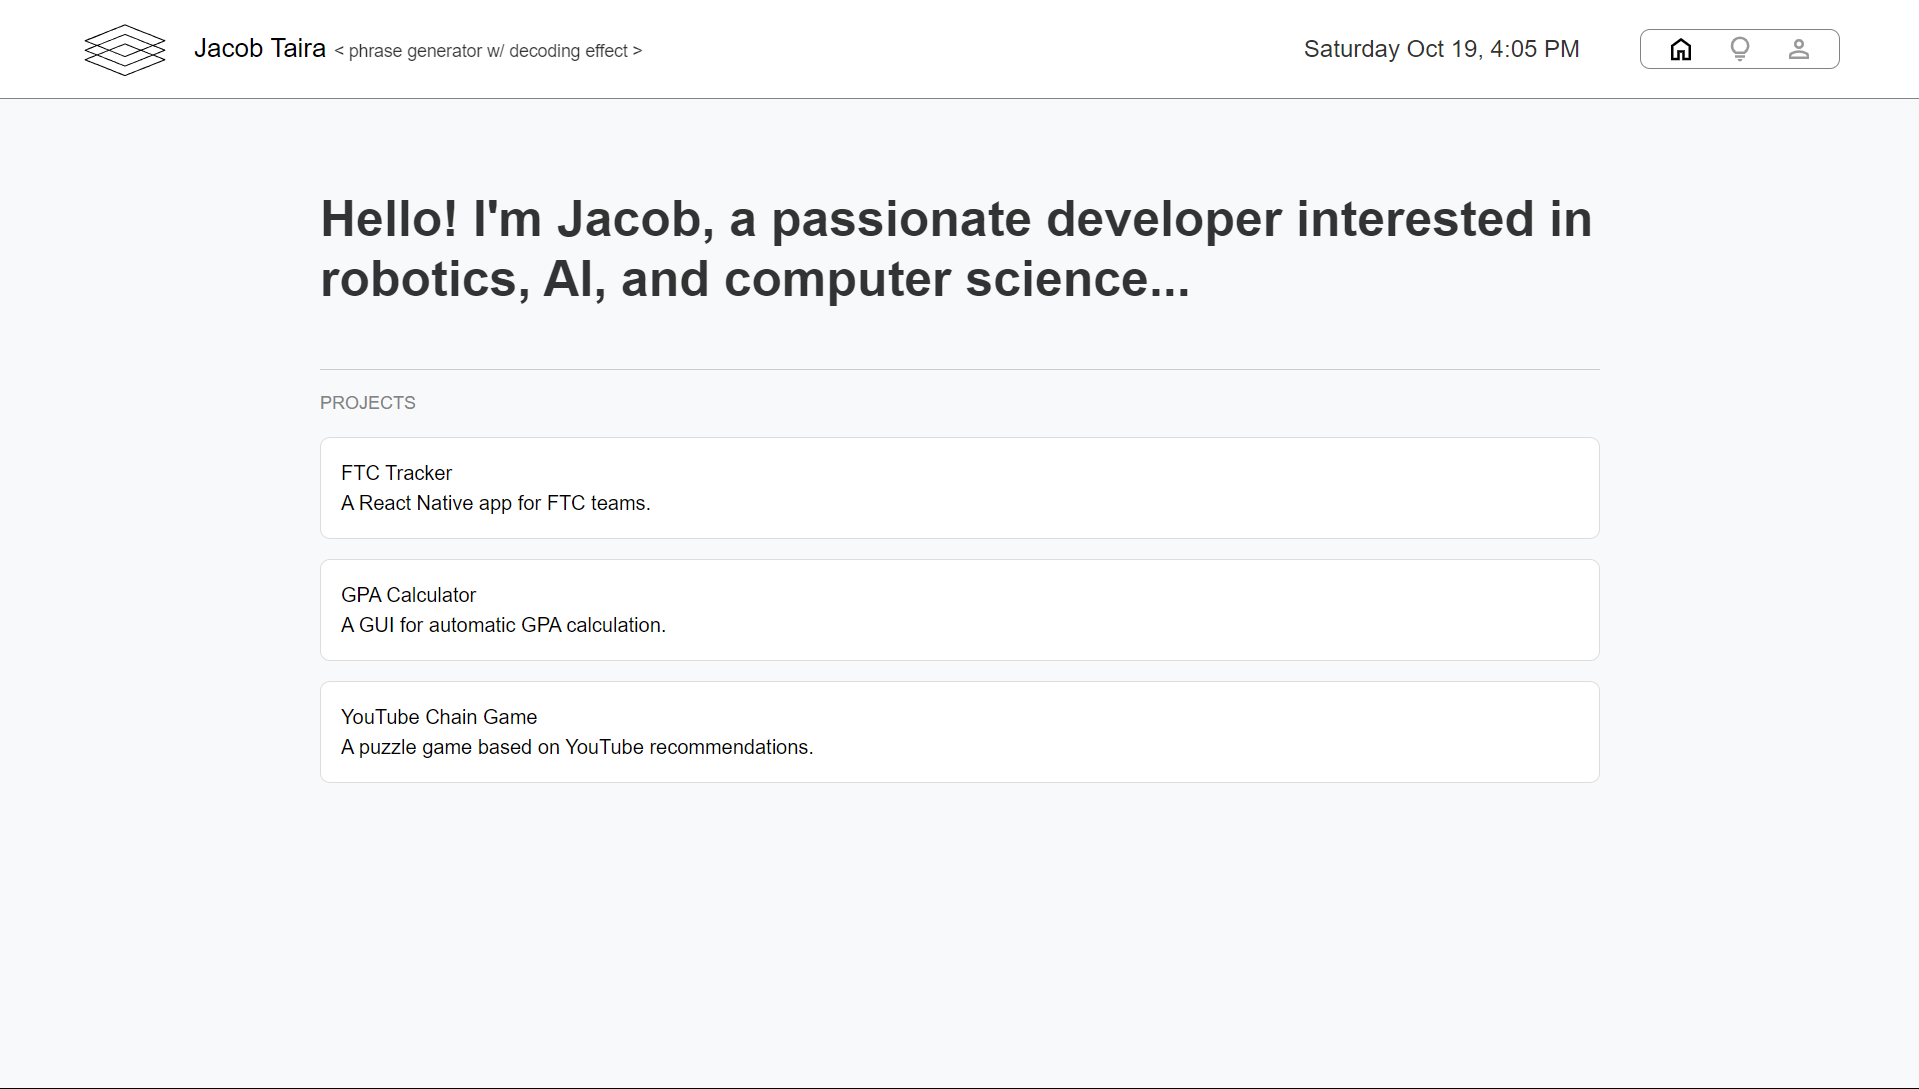 Jacob Taira < phrase generator w/ decoding effect >
Saturday Oct 19, 4:05 PM
Hello! I'm Jacob, a passionate developer interested in
robotics, AI, and computer science...
PROJECTS
FTC Tracker
A React Native app for FTC teams.
GPA Calculator
A GUI for automatic GPA calculation.
YouTube Chain Game
A puzzle game based on YouTube recommendations.